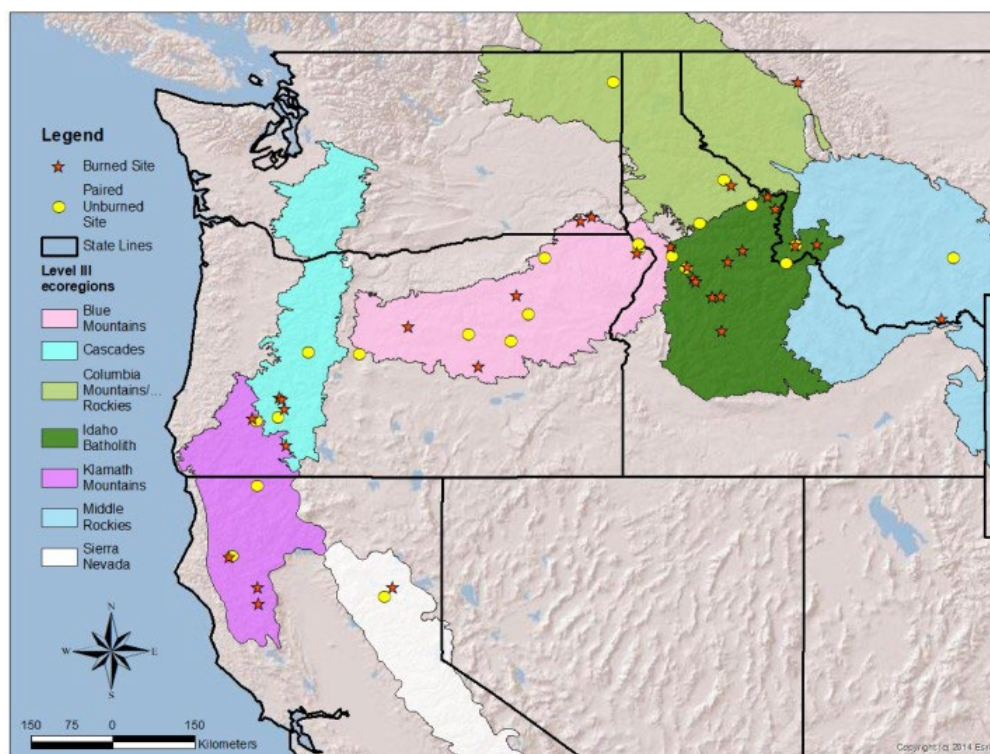 Legend
Burned Site
Paired
Unburned
Site
State Lines
Level III
ecoregions
Blue
Mountains
Cascades
Columbia
Mountains/...
Rockies
Idaho
Batholith
Klamath
Mountains
Middle
Rockies
Sierra
Nevada
N
W
E
S
150 75 0 150
Kilometers
Copyright (c) 2014 Esri